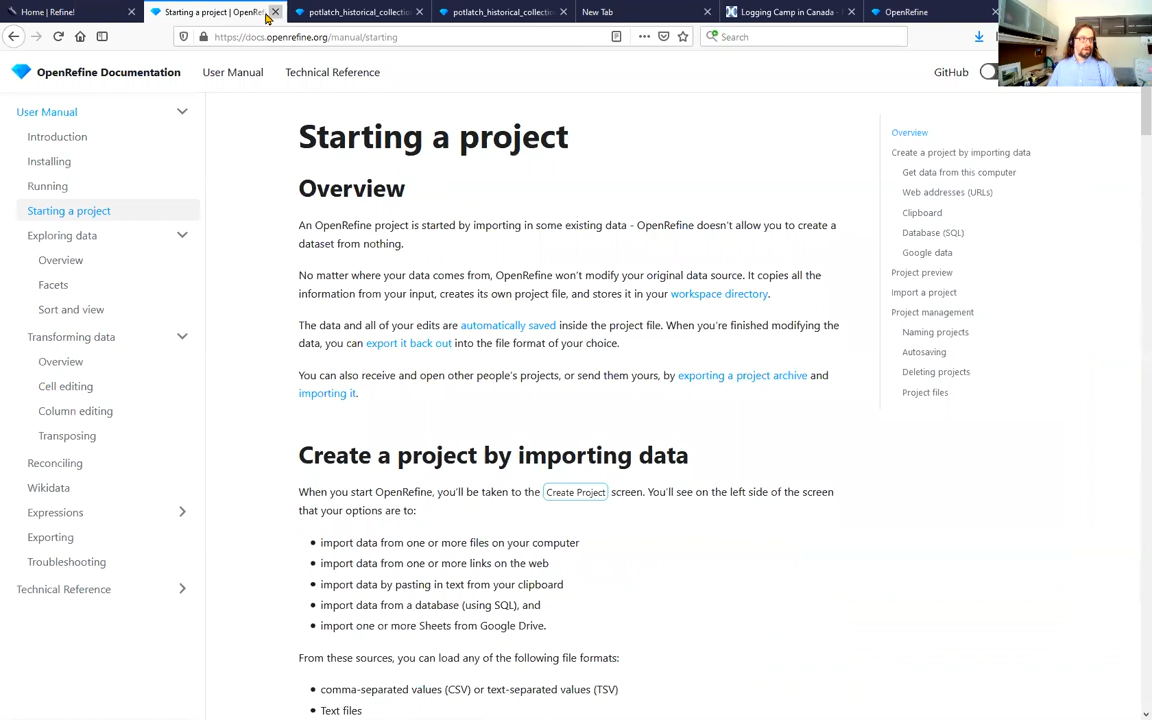 Home | Refine!
Starting a project | OpenRef
potlatch_historical_collectio
potlatch_historical_collectio
New Tab
Logging Camp in Canada -
OpenRefine
https://docs.openrefine.org/manual/starting
Search
OpenRefine Documentation
User Manual
Technical Reference
GitHub
User Manual
Introduction
Installing
Running
Starting a project
Exploring data
Overview
Facets
Sort and view
Transforming data
Overview
Cell editing
Column editing
Transposing
Reconciling
Wikidata
Expressions
Exporting
Troubleshooting
Technical Reference
Starting a project
Overview
An OpenRefine project is started by importing in some existing data - OpenRefine doesn't allow you to create a
dataset from nothing.
No matter where your data comes from, OpenRefine won't modify your original data source. It copies all the
information from your input, creates its own project file, and stores it in your workspace directory.
The data and all of your edits are automatically saved inside the project file. When you're finished modifying the
data, you can export it back out into the file format of your choice.
You can also receive and open other people's projects, or send them yours, by exporting a project archive and
importing it.
Create a project by importing data
When you start OpenRefine, you'll be taken to the Create Project screen. You'll see on the left side of the screen
that your options are to:
• import data from one or more files on your computer
• import data from one or more links on the web
• import data by pasting in text from your clipboard
• import data from a database (using SQL), and
• import one or more Sheets from Google Drive.
From these sources, you can load any of the following file formats:
• comma-separated values (CSV) or text-separated values (TSV)
• Text files
Overview
Create a project by importing data
Get data from this computer
Web addresses (URLs)
Clipboard
Database (SQL)
Google data
Project preview
Import a project
Project management
Naming projects
Autosaving
Deleting projects
Project files